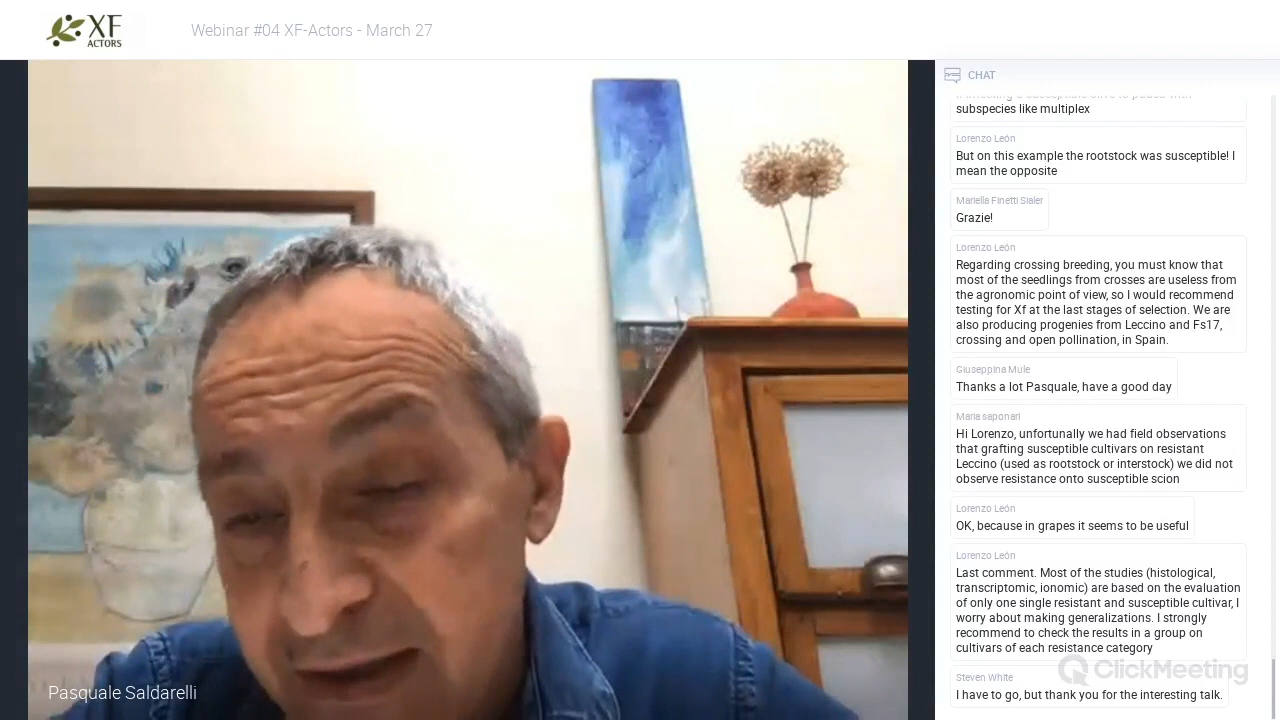 XF
ACTORS
Webinar #04 XF-Actors - March 27
CHAT
subspecies like multiplex
Lorenzo León
But on this example the rootstock was susceptible! I
mean the opposite
Mariella Finetti Sialer
Grazie!
Lorenzo León
Regarding crossing breeding, you must know that
most of the seedlings from crosses are useless from
the agronomic point of view, so I would recommend
testing for Xf at the last stages of selection. We are
also producing progenies from Leccino and Fs17,
crossing and open pollination, in Spain.
Giuseppina Mule
Thanks a lot Pasquale, have a good day
Maria saponari
Hi Lorenzo, unfortunally we had field observations
that grafting susceptible cultivars on resistant
Leccino (used as rootstock or interstock) we did not
observe resistance onto susceptible scion
Lorenzo León
OK, because in grapes it seems to be useful
Lorenzo León
Last comment. Most of the studies (histological,
transcriptomic, ionomic) are based on the evaluation
of only one single resistant and susceptible cultivar, I
worry about making generalizations. I strongly
recommend to check the results in a group on
cultivars of each resistance category
ClickMeeting
Steven White
I have to go, but thank you for the interesting talk.
Pasquale Saldarelli